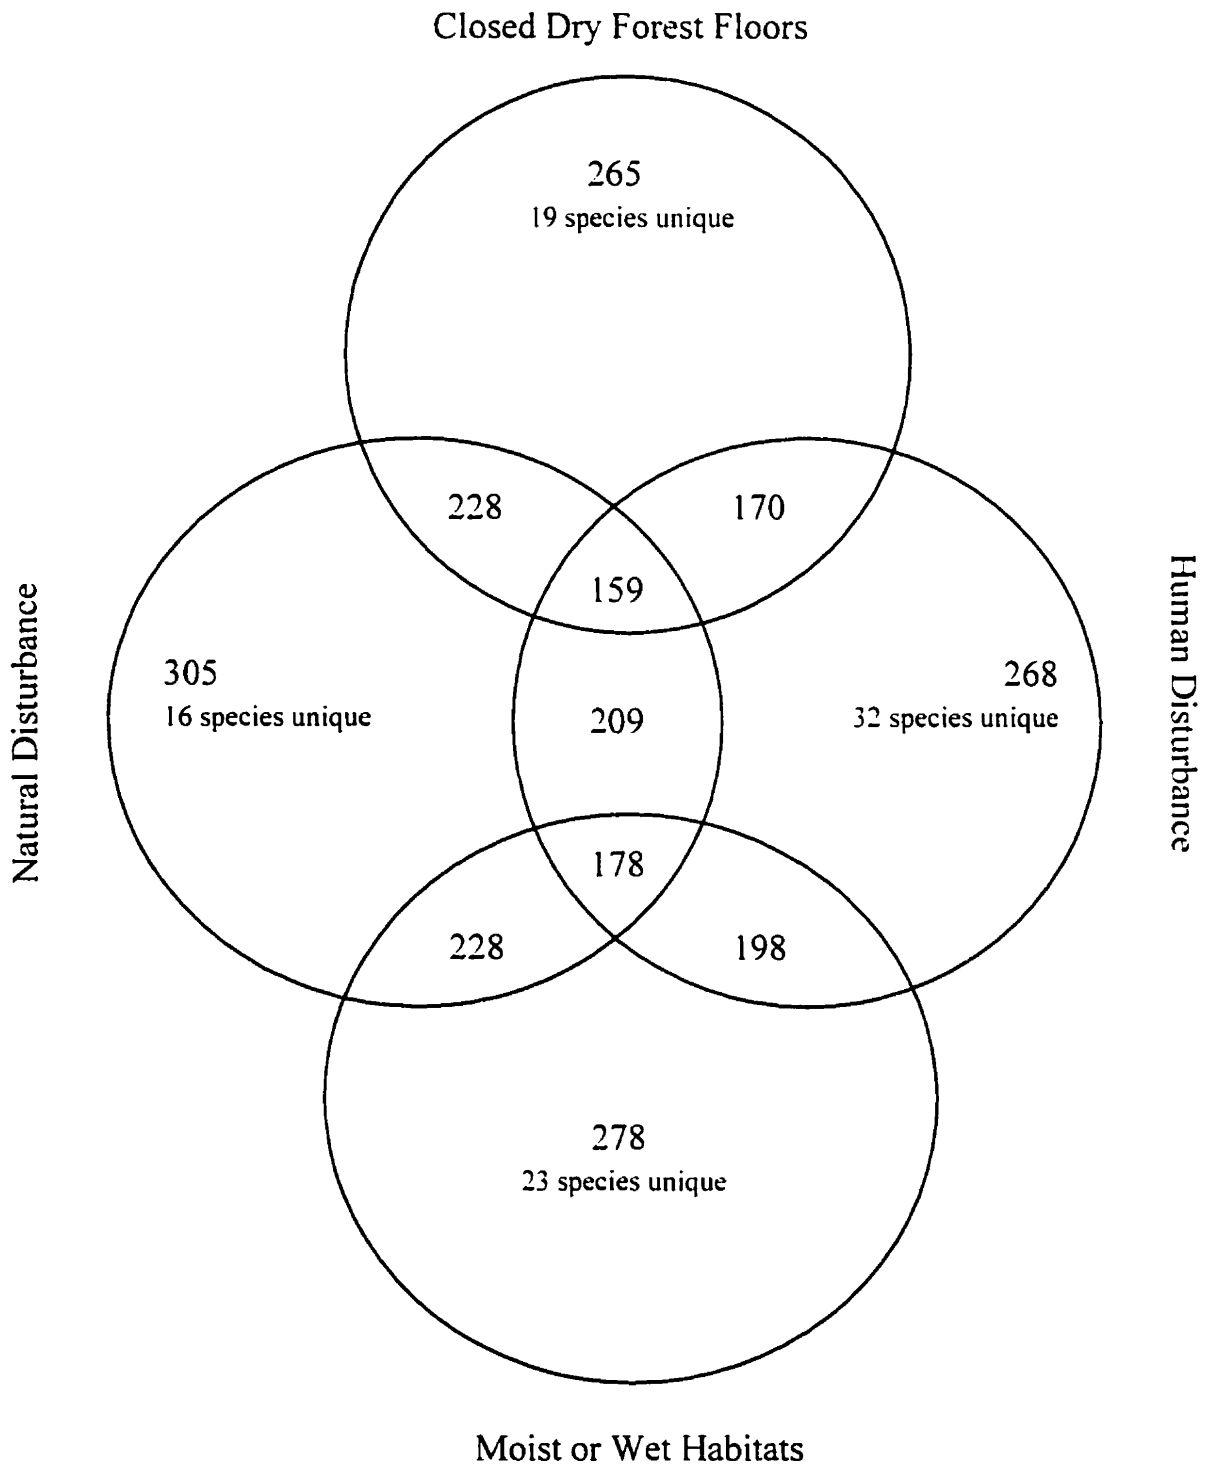 Closed Dry Forest Floors
265
19 species unique
228
170
159
Natural Disturbance
305
16 species unique
209
268
32 species unique
Human Disturbance
178
228
198
278
23 species unique
Moist or Wet Habitats